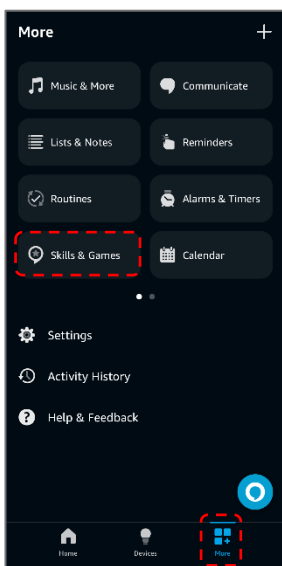 More
Music & More
Communicate
Lists & Notes
Reminders
Routines
Alarms & Timers
Skills & Games
Calendar
Settings
Activity History
Help & Feedback
Home
Devices
More